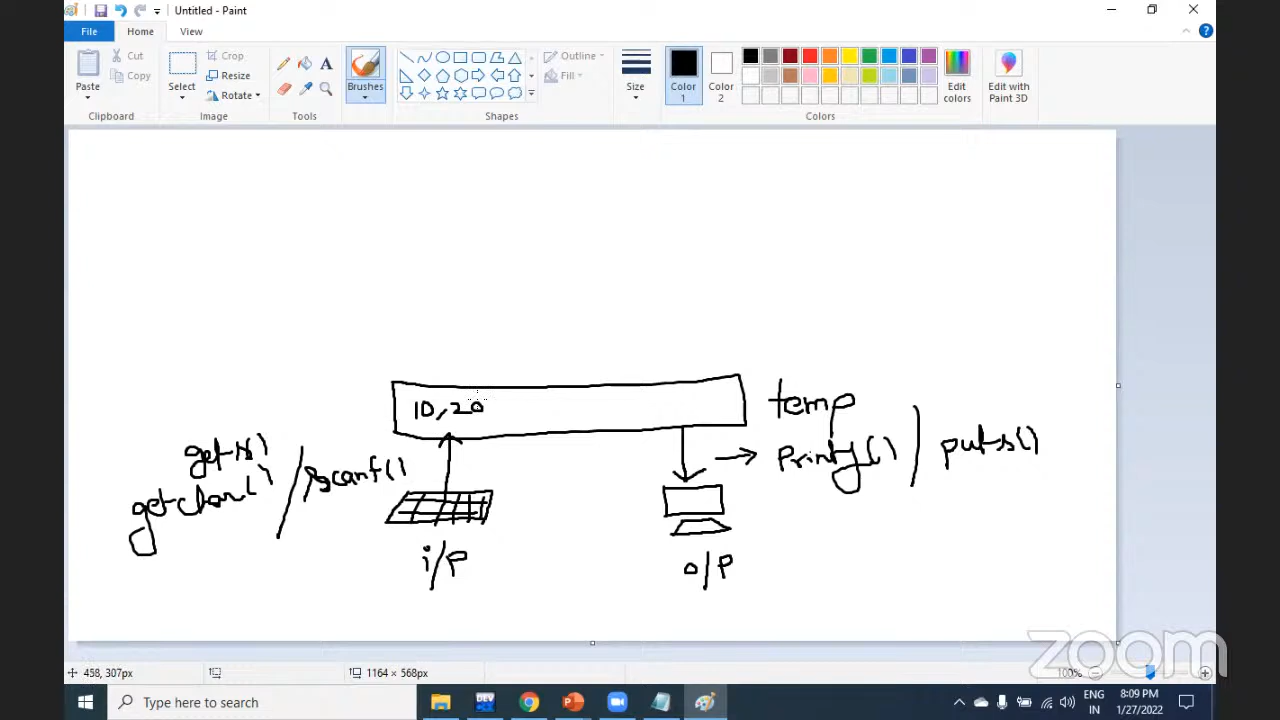 Untitled - Paint
File
Home
View
Paste
Cut
Copy
Clipboard
Select
Crop
Resize
Rotate
Image
Tools
Brushes
Shapes
Outline
Fill
Size
Color 1
Color 2
Edit colors
Edit with Paint 3D
Colors
10,20
temp
gets()
getchar()
/
scanf()
printf()
/
puts()
i/p
o/p
zoom
458, 307px
1164 × 568px
100%
Type here to search
ENG
IN
8:09 PM
1/27/2022